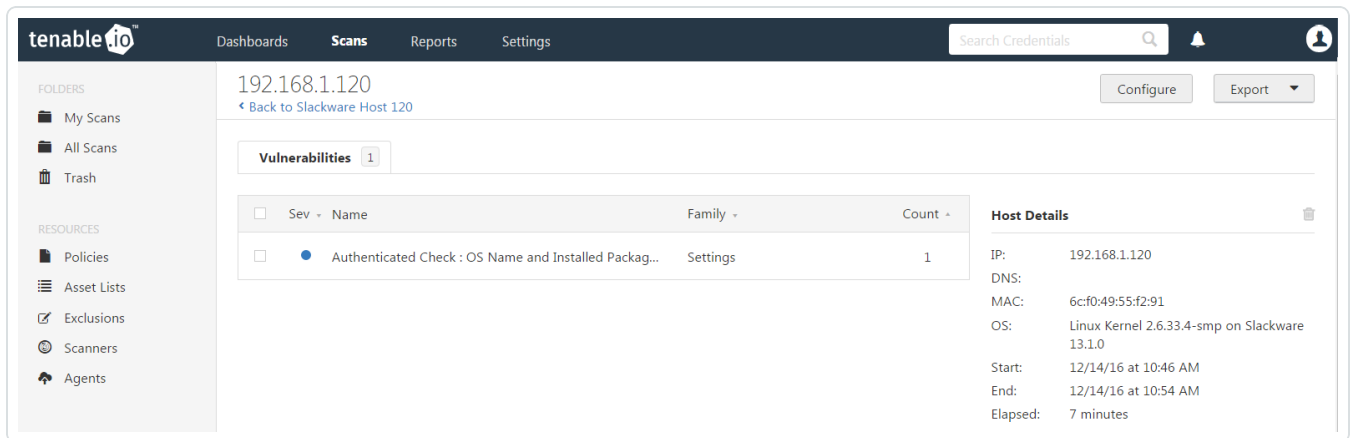 tenable.io™
Dashboards Scans Reports Settings Search Credentials
FOLDERS
My Scans
All Scans
Trash
RESOURCES
Policies
Asset Lists
Exclusions
Scanners
Agents
192.168.1.120
Back to Slackware Host 120
Configure Export
Vulnerabilities 1
Sev Name Family Count
Authenticated Check : OS Name and Installed Packag... Settings 1
Host Details
IP: 192.168.1.120
DNS:
MAC: 6c:f0:49:55:f2:91
OS: Linux Kernel 2.6.33.4-smp on Slackware
13.1.0
Start: 12/14/16 at 10:46 AM
End: 12/14/16 at 10:54 AM
Elapsed: 7 minutes